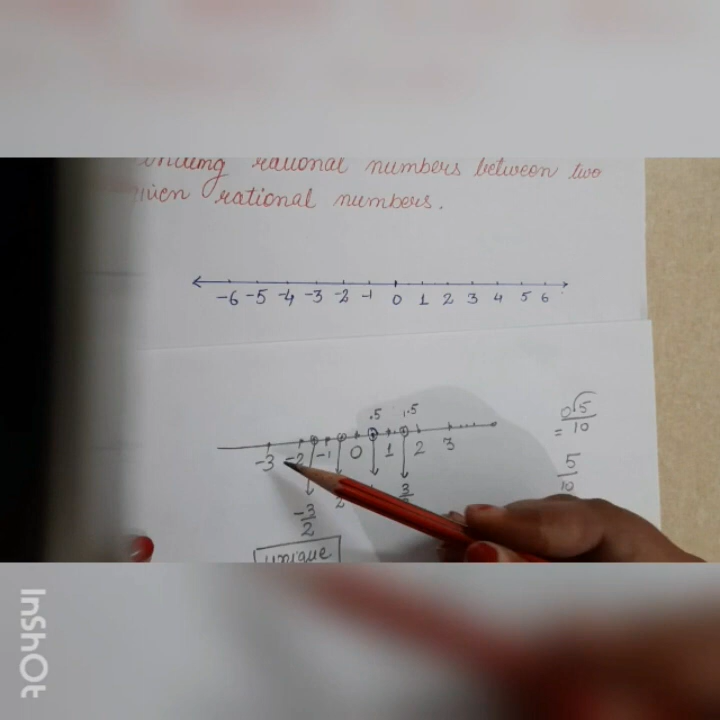 rational numbers between two
given rational numbers.
-6 -5 -4 -3 -2 -1 0 1 2 3 4 5 6
.5 1.5
-3 -2 -1 0 1 2 3
-3
2
2
3
unique
0√5
10
=
5
10
InShOt